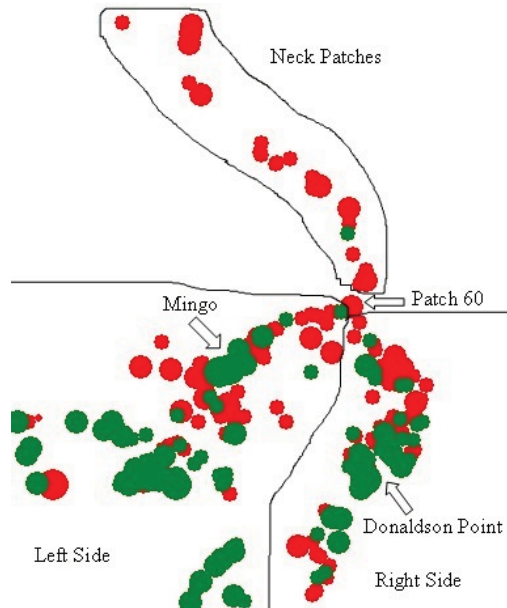 Neck Patches
Patch 60
Mingo
Donaldson Point
Left Side
Right Side